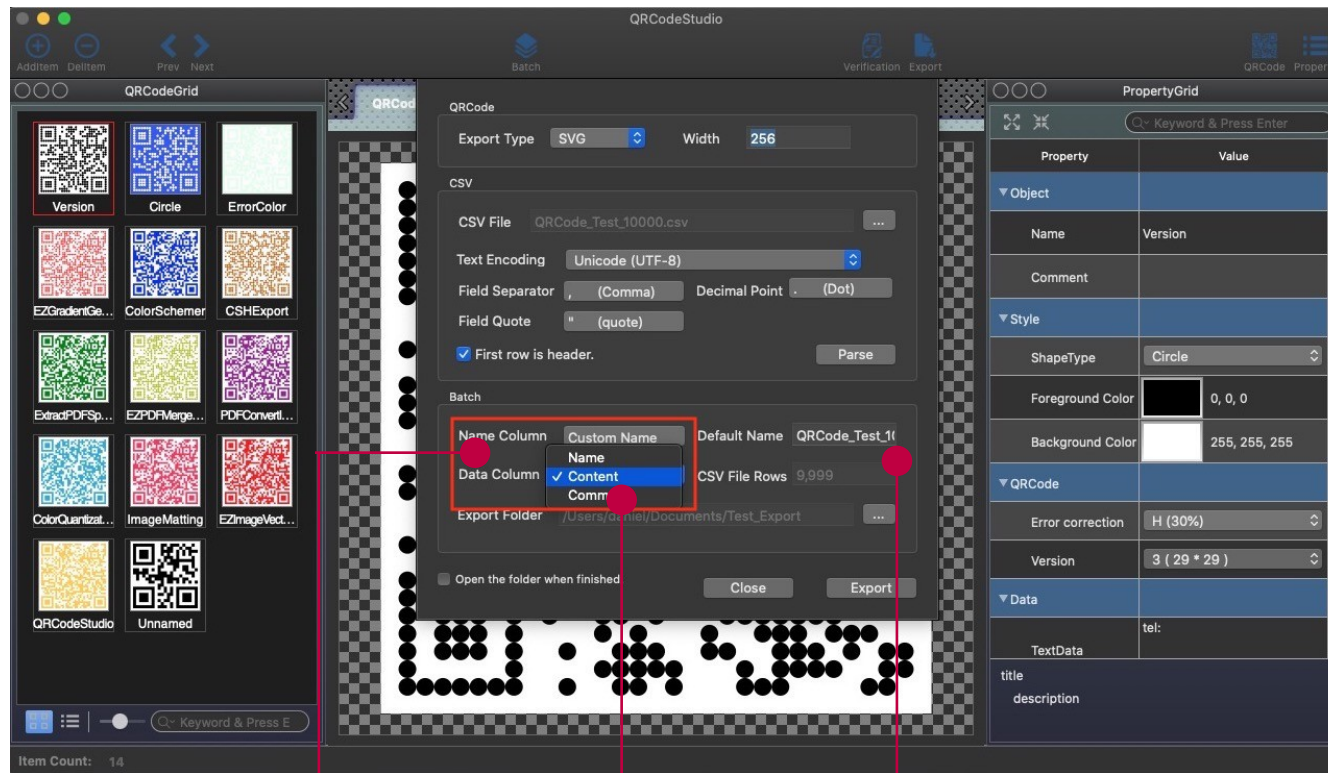 QRCodeStudio
AddItem DelItem Prev Next Batch Verification Export QRCode Proper
QRCodeGrid
Version Circle ErrorColor
EZGradientGe... ColorSchemer CSHExport
ExtractPDFSp... EZPDFMerge... PDFConvertI...
ColorQuantizat... ImageMatting EZImageVect...
QRCodeStudio Unnamed
Keyword & Press E
Item Count: 14
QRCod
QRCode
Export Type SVG Width 256
CSV
CSV File QRCode_Test_10000.csv ...
Text Encoding Unicode (UTF-8)
Field Separator , (Comma) Decimal Point . (Dot)
Field Quote " (quote)
First row is header. Parse
Batch
Name Column Custom Name Default Name QRCode_Test_1(
Name
Data Column ✓ Content CSV File Rows 9,999
Comm
Export Folder /Users/daniel/Documents/Test_Export ...
Open the folder when finished Close Export
PropertyGrid
Keyword & Press Enter
Property Value
Object
Name Version
Comment
Style
ShapeType Circle
Foreground Color 0, 0, 0
Background Color 255, 255, 255
QRCode
Error correction H (30%)
Version 3 ( 29 * 29 )
Data
TextData tel:
title
description